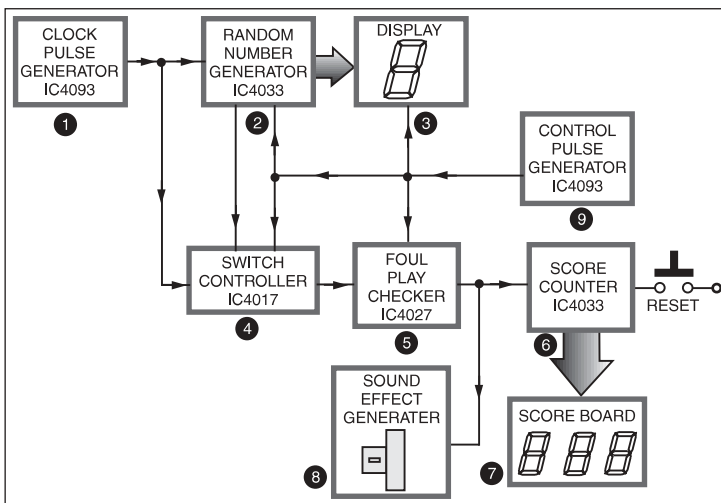 CLOCK
PULSE
GENERATOR
IC4093
1
RANDOM
NUMBER
GENERATOR
IC4033
2
DISPLAY
3
CONTROL
PULSE
GENERATOR
IC4093
9
SWITCH
CONTROLLER
IC4017
4
FOUL
PLAY
CHECKER
IC4027
5
SCORE
COUNTER
IC4033
6
RESET
SOUND
EFFECT
GENERATER
8
SCORE BOARD
7